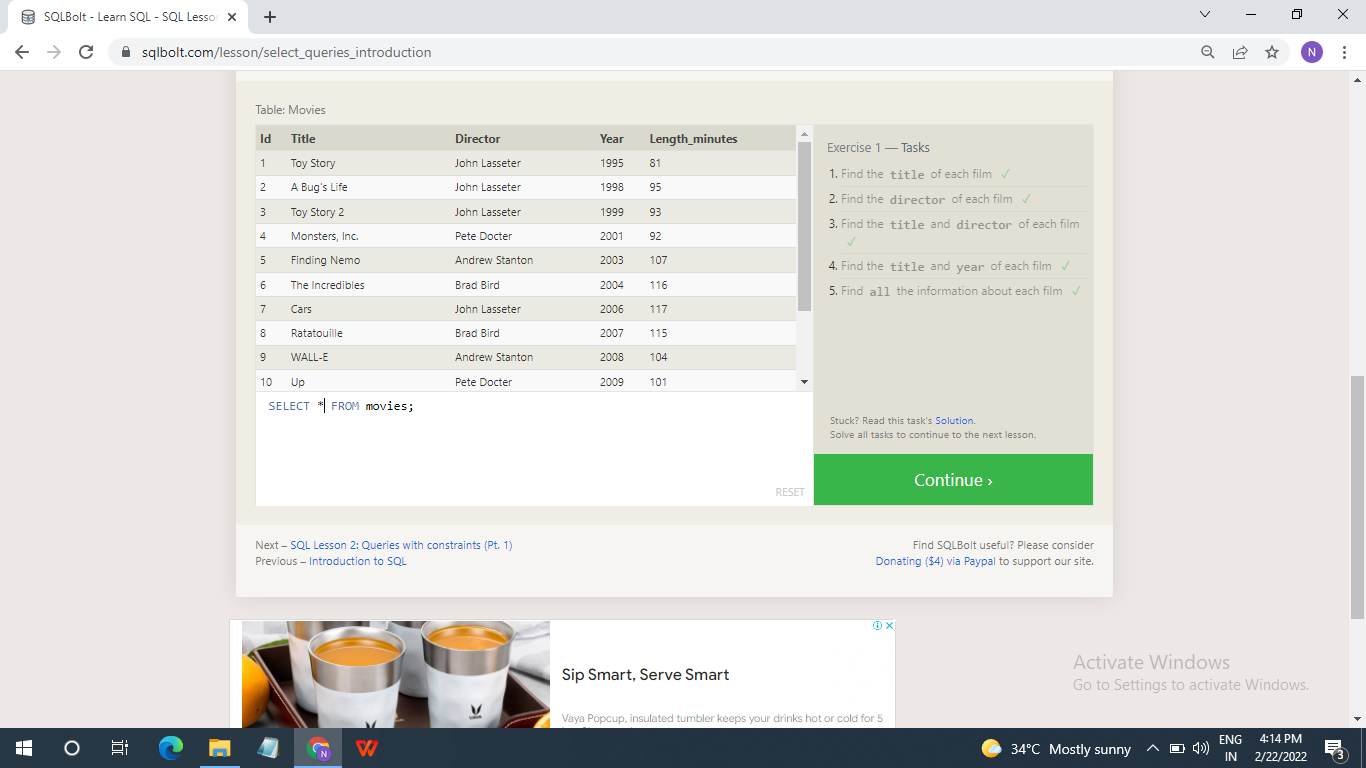 SQLBolt - Learn SQL - SQL Lesso
sqlbolt.com/lesson/select_queries_introduction
N
Table: Movies
Id Title Director Year Length_minutes
1 Toy Story John Lasseter 1995 81
2 A Bug's Life John Lasseter 1998 95
3 Toy Story 2 John Lasseter 1999 93
4 Monsters, Inc. Pete Docter 2001 92
5 Finding Nemo Andrew Stanton 2003 107
6 The Incredibles Brad Bird 2004 116
7 Cars John Lasseter 2006 117
8 Ratatouille Brad Bird 2007 115
9 WALL-E Andrew Stanton 2008 104
10 Up Pete Docter 2009 101
SELECT * FROM movies;
RESET
Exercise 1 — Tasks
1. Find the title of each film ✓
2. Find the director of each film ✓
3. Find the title and director of each film
✓
4. Find the title and year of each film ✓
5. Find all the information about each film ✓
Stuck? Read this task's Solution.
Solve all tasks to continue to the next lesson.
Continue ›
Next – SQL Lesson 2: Queries with constraints (Pt. 1)
Previous – Introduction to SQL
Find SQLBolt useful? Please consider
Donating ($4) via Paypal to support our site.
Sip Smart, Serve Smart
Vaya Popcup, insulated tumbler keeps your drinks hot or cold for 5
Activate Windows
Go to Settings to activate Windows.
N
34°C Mostly sunny
ENG
IN
4:14 PM
2/22/2022
3